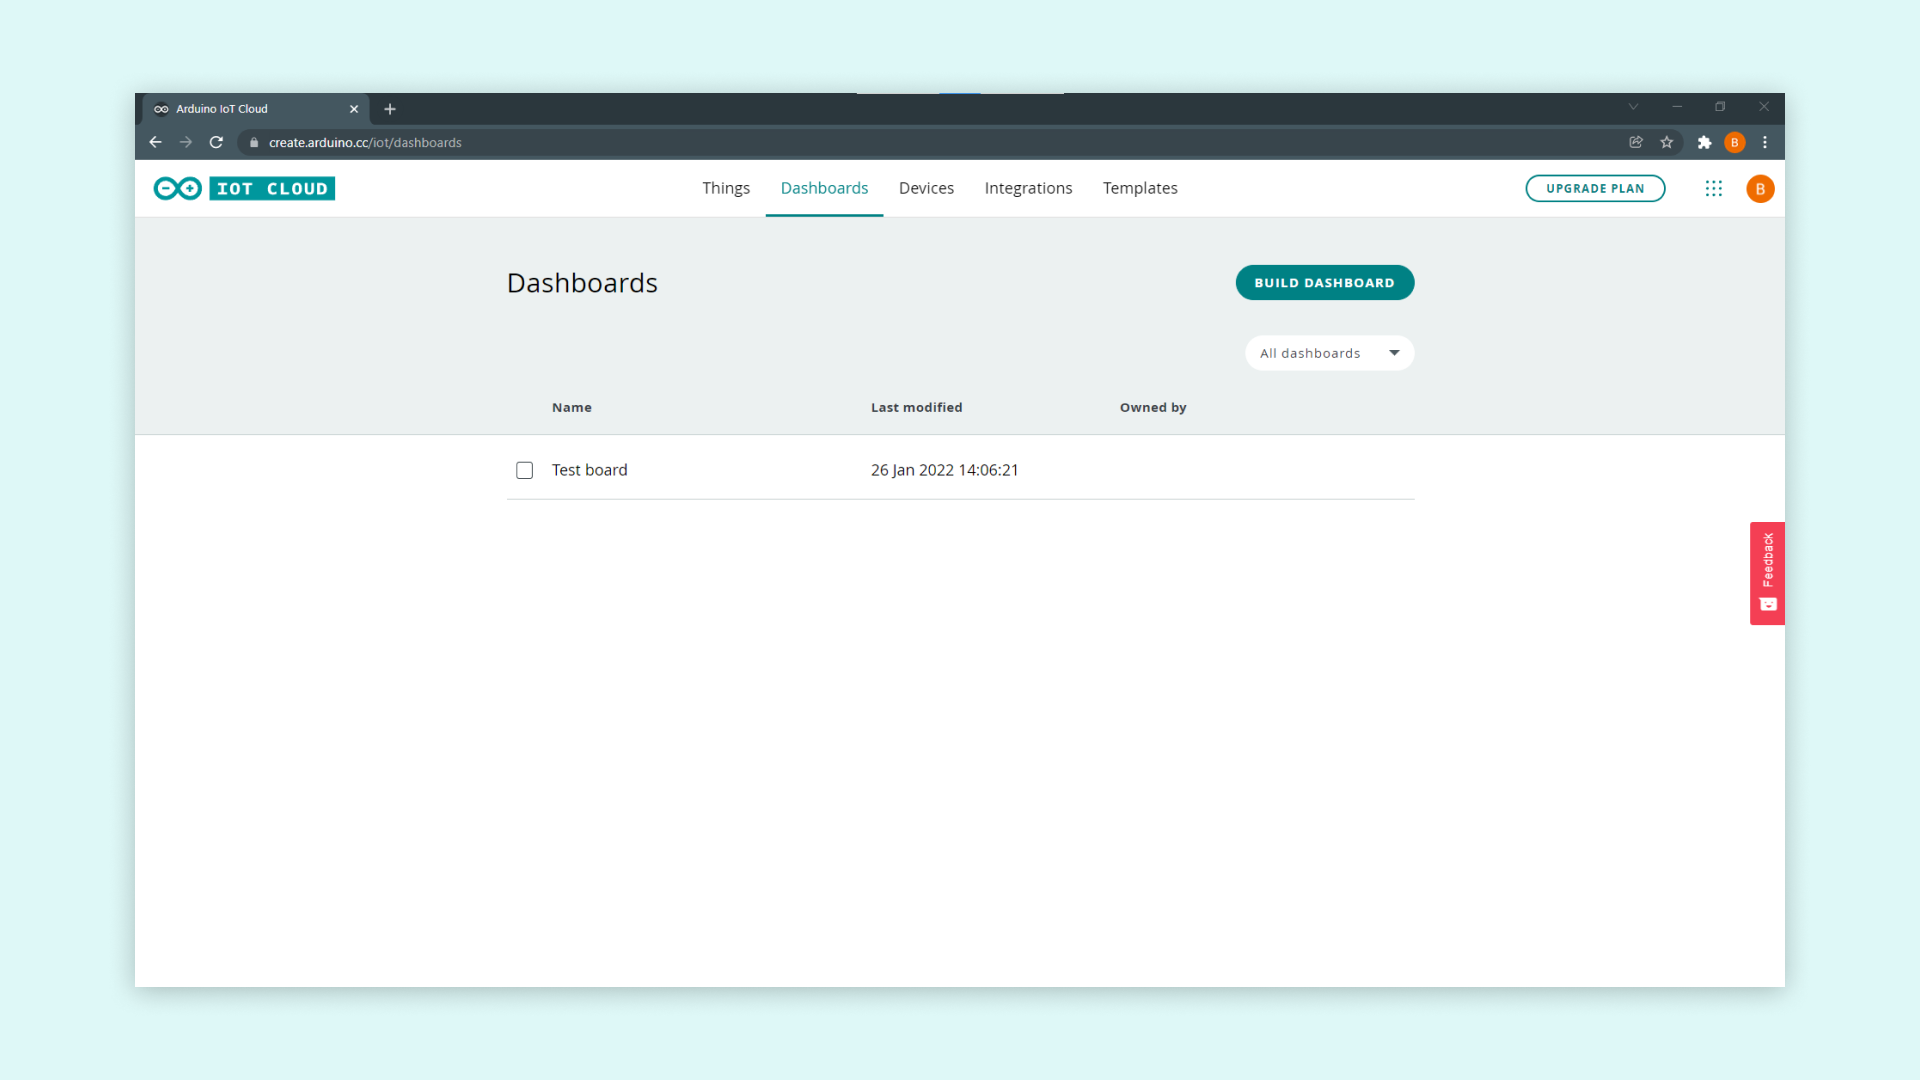 Arduino IoT Cloud
create.arduino.cc/iot/dashboards
B
IOT CLOUD
Things Dashboards Devices Integrations Templates
UPGRADE PLAN
B
Dashboards
BUILD DASHBOARD
All dashboards
Name Last modified Owned by
Test board 26 Jan 2022 14:06:21
Feedback